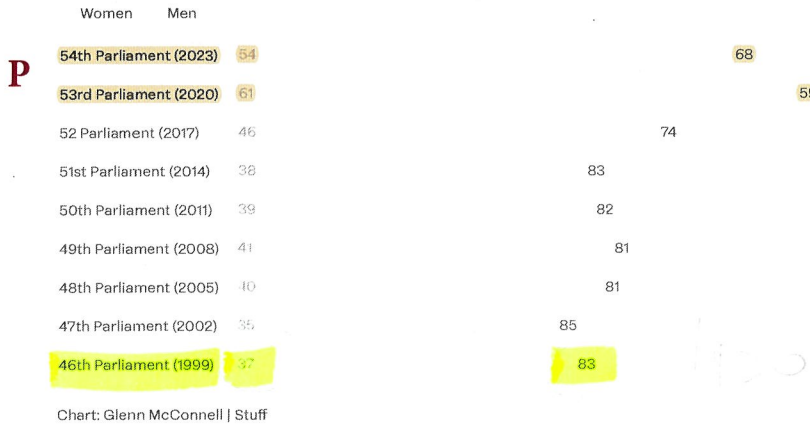 Women Men
54th Parliament (2023) 54 68
P
53rd Parliament (2020) 61
52 Parliament (2017) 46 74
51st Parliament (2014) 38 83
50th Parliament (2011) 39 82
49th Parliament (2008) 41 81
48th Parliament (2005) 40 81
47th Parliament (2002) 35 85
46th Parliament (1999) 37 83
Chart: Glenn McConnell | Stuff